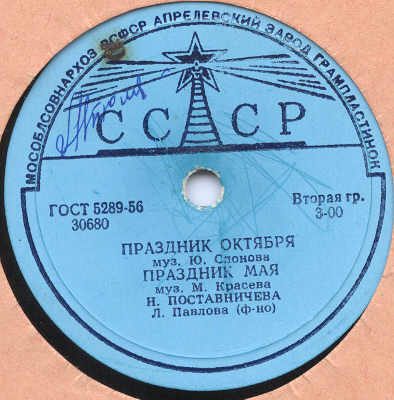 МОСОБЛСОВНАРХОЗ РСФСР АПРЕЛЕВСКИЙ ЗАВОД ГРАМПЛАСТИНОК
СССР
ГОСТ 5289-56
30680
Вторая гр.
3-00
ПРАЗДНИК ОКТЯБРЯ
муз. Ю. Слонова
ПРАЗДНИК МАЯ
муз. М. Красева
Н. ПОСТАВНИЧЕВА
Л. Павлова (ф-но)